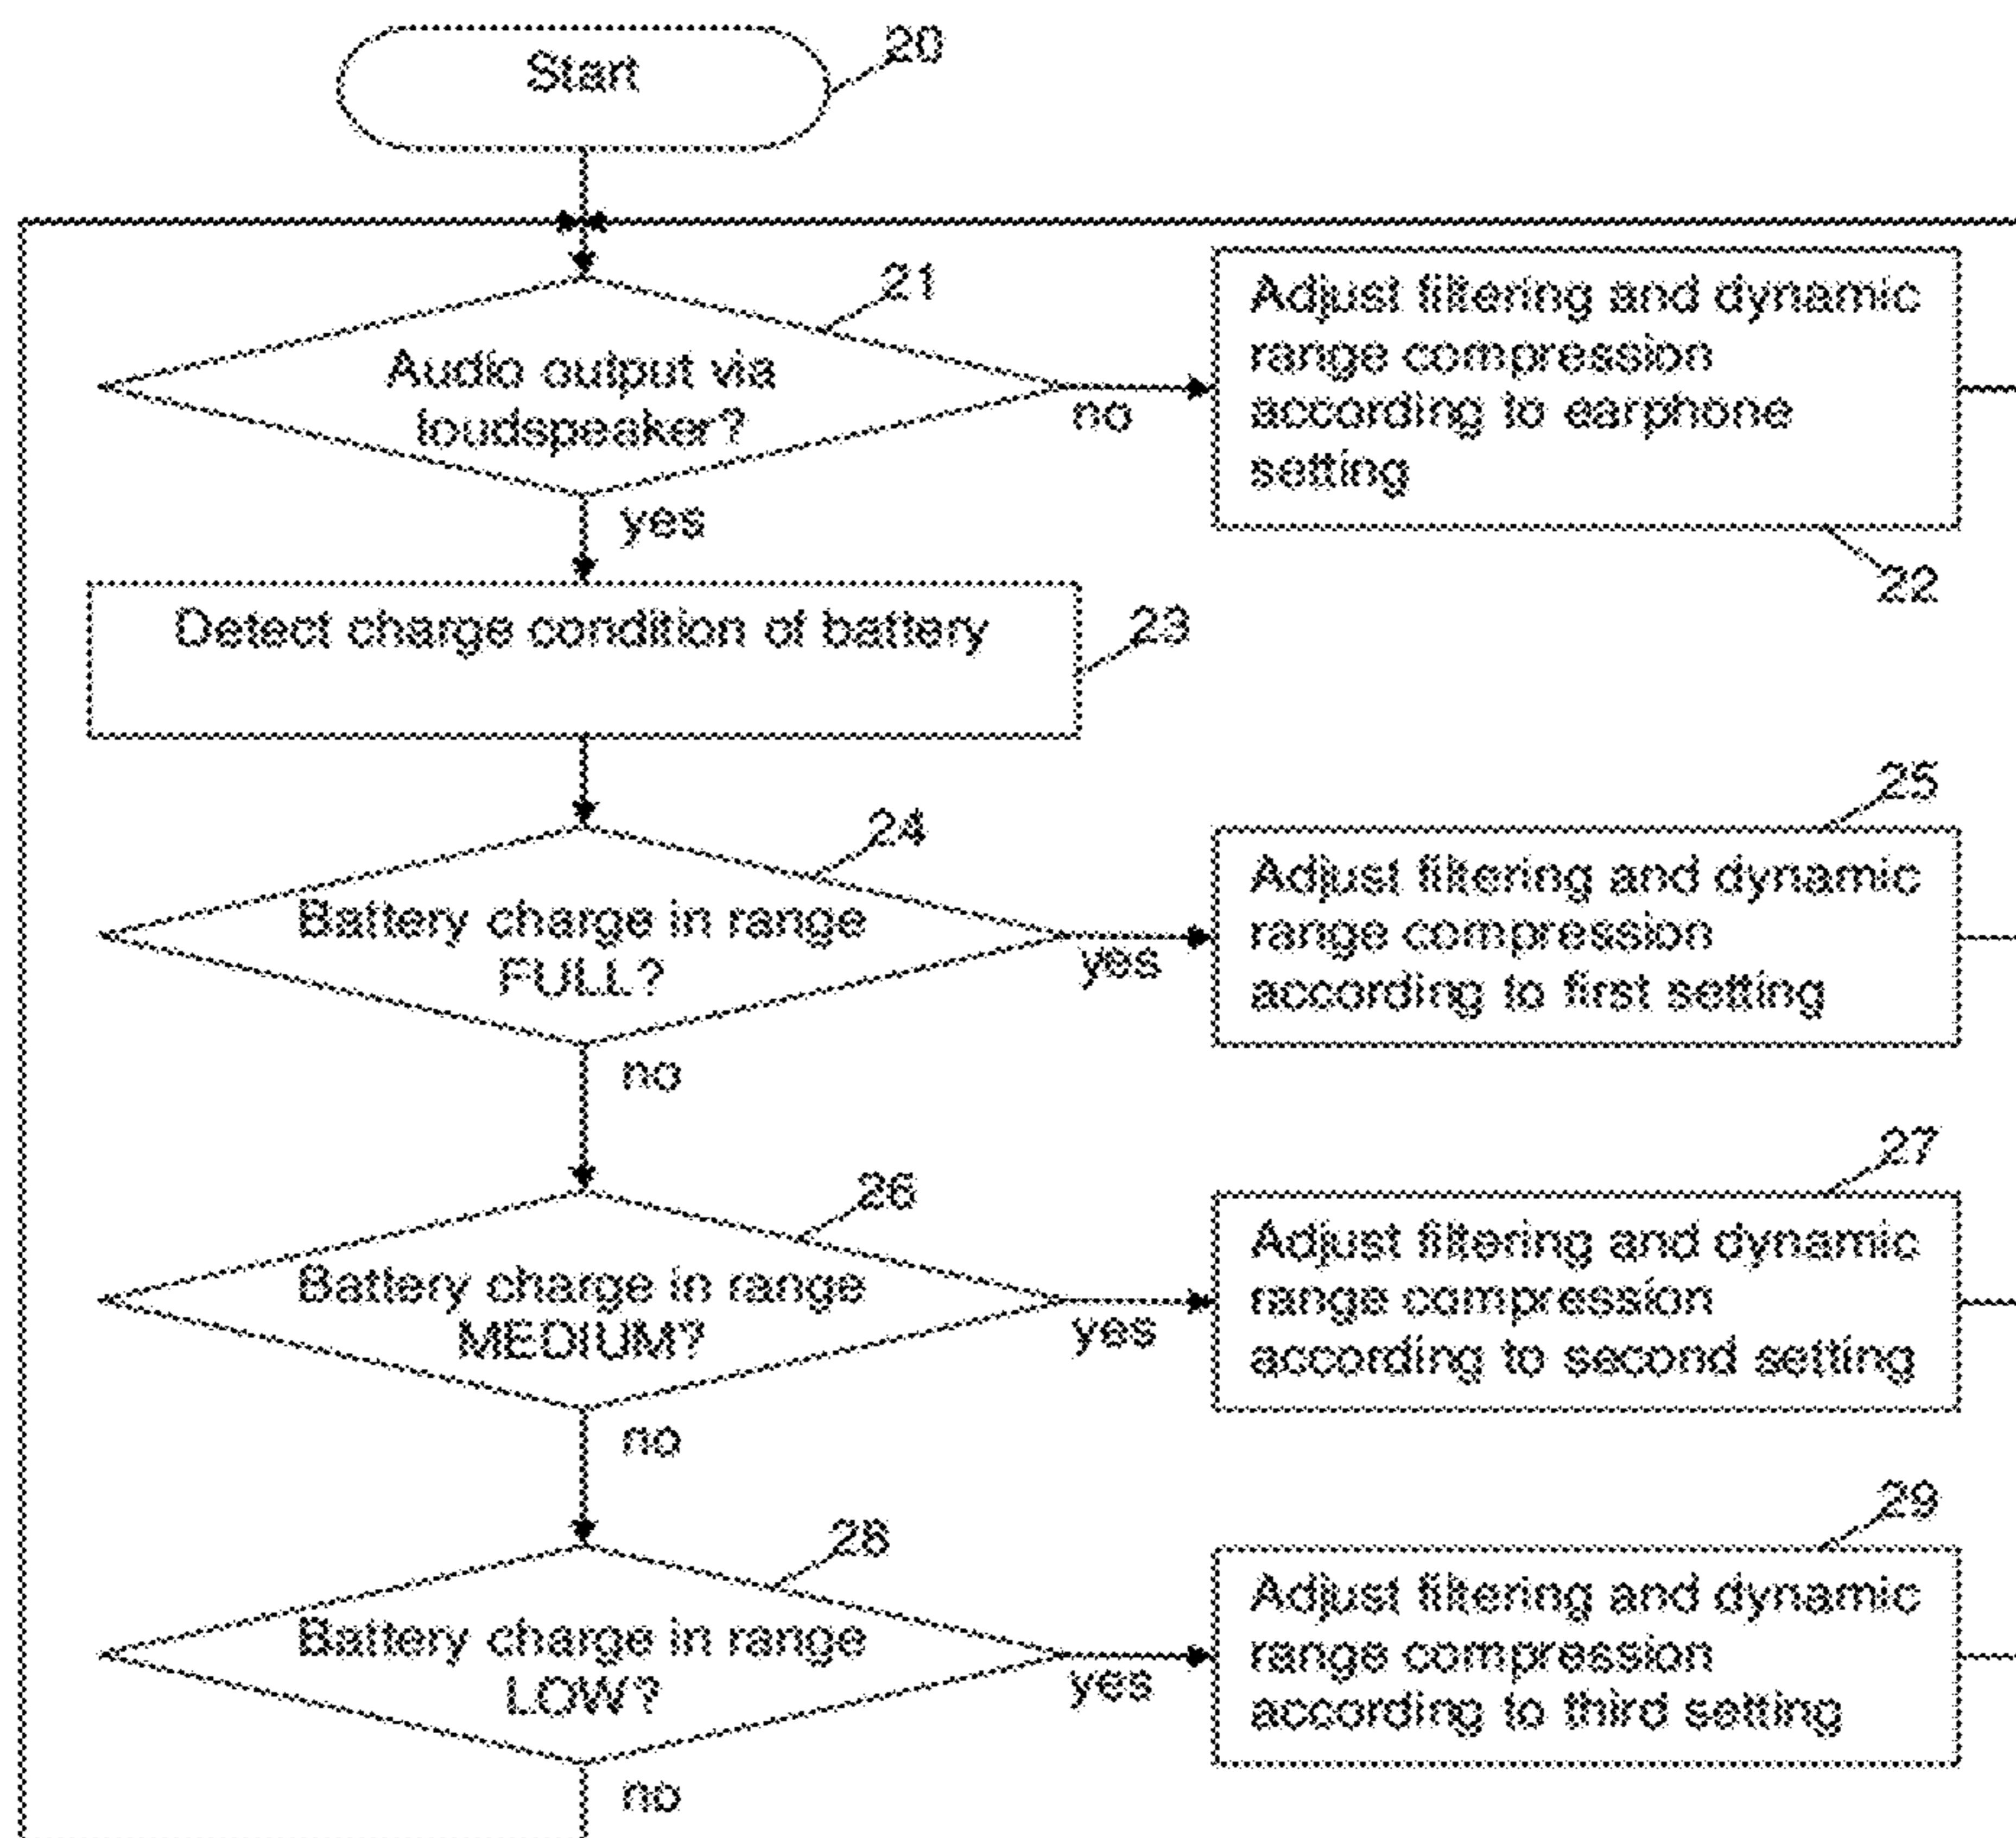 Start
20
21
Audio output via
loudspeaker?
no
yes
Adjust filtering and dynamic
range compression
according to earphone
setting
22
Detect charge condition of battery
23
24
Battery charge in range
FULL?
yes
no
25
Adjust filtering and dynamic
range compression
according to first setting
26
Battery charge in range
MEDIUM?
yes
no
27
Adjust filtering and dynamic
range compression
according to second setting
28
Battery charge in range
LOW?
yes
no
29
Adjust filtering and dynamic
range compression
according to third setting